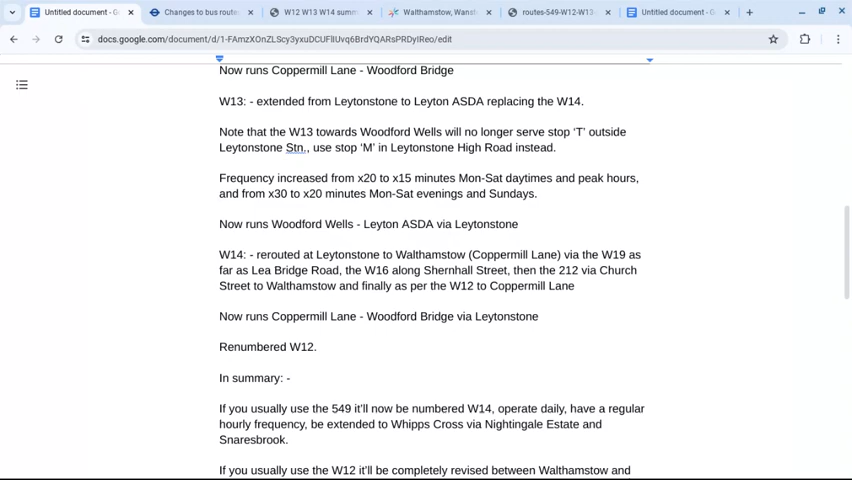 Untitled document - G
Changes to bus route
W12 W13 W14 summ
Walthamstow, Wanst
routes-549-W12-W13
Untitled document - G
docs.google.com/document/d/1-FAmzXOnZLScy3yxuDCUFlIUvq6BrdYQARsPRDyIReo/edit
Now runs Coppermill Lane - Woodford Bridge
W13: - extended from Leytonstone to Leyton ASDA replacing the W14.
Note that the W13 towards Woodford Wells will no longer serve stop ‘T’ outside
Leytonstone Stn., use stop ‘M’ in Leytonstone High Road instead.
Frequency increased from x20 to x15 minutes Mon-Sat daytimes and peak hours,
and from x30 to x20 minutes Mon-Sat evenings and Sundays.
Now runs Woodford Wells - Leyton ASDA via Leytonstone
W14: - rerouted at Leytonstone to Walthamstow (Coppermill Lane) via the W19 as
far as Lea Bridge Road, the W16 along Shernhall Street, then the 212 via Church
Street to Walthamstow and finally as per the W12 to Coppermill Lane
Now runs Coppermill Lane - Woodford Bridge via Leytonstone
Renumbered W12.
In summary: -
If you usually use the 549 it’ll now be numbered W14, operate daily, have a regular
hourly frequency, be extended to Whipps Cross via Nightingale Estate and
Snaresbrook.
If you usually use the W12 it’ll be completely revised between Walthamstow and